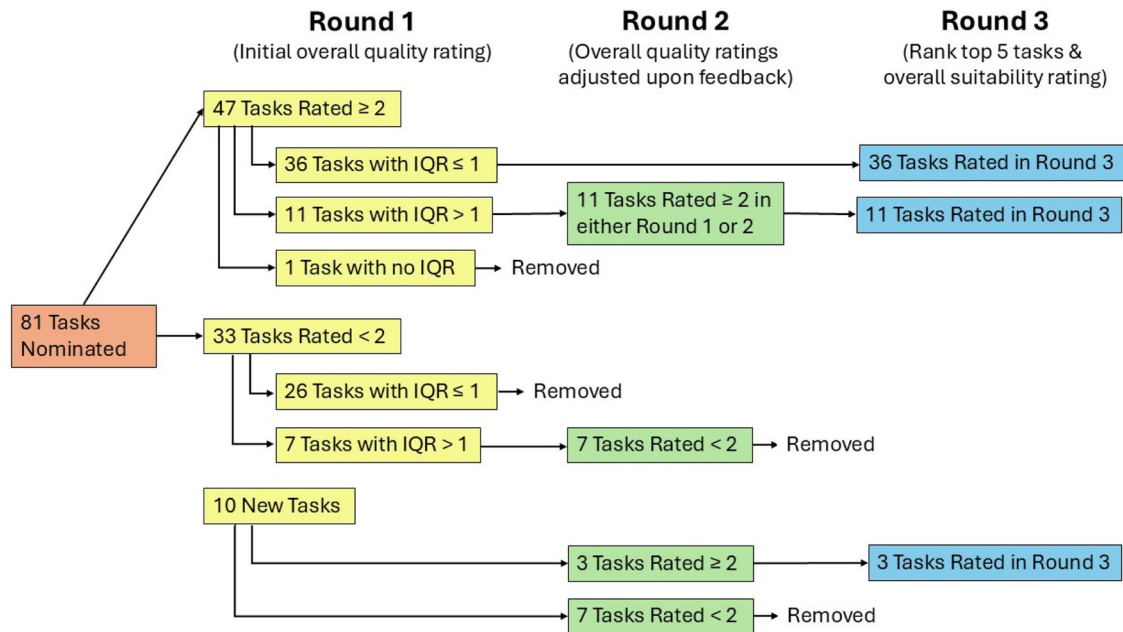 Round 1
(Initial overall quality rating)
Round 2
(Overall quality ratings
adjusted upon feedback)
Round 3
(Rank top 5 tasks &
overall suitability rating)
47 Tasks Rated ≥ 2
36 Tasks with IQR ≤ 1
36 Tasks Rated in Round 3
11 Tasks with IQR > 1
11 Tasks Rated ≥ 2 in
either Round 1 or 2
11 Tasks Rated in Round 3
1 Task with no IQR
Removed
81 Tasks
Nominated
33 Tasks Rated < 2
26 Tasks with IQR ≤ 1
Removed
7 Tasks with IQR > 1
7 Tasks Rated < 2
Removed
10 New Tasks
3 Tasks Rated ≥ 2
3 Tasks Rated in Round 3
7 Tasks Rated < 2
Removed